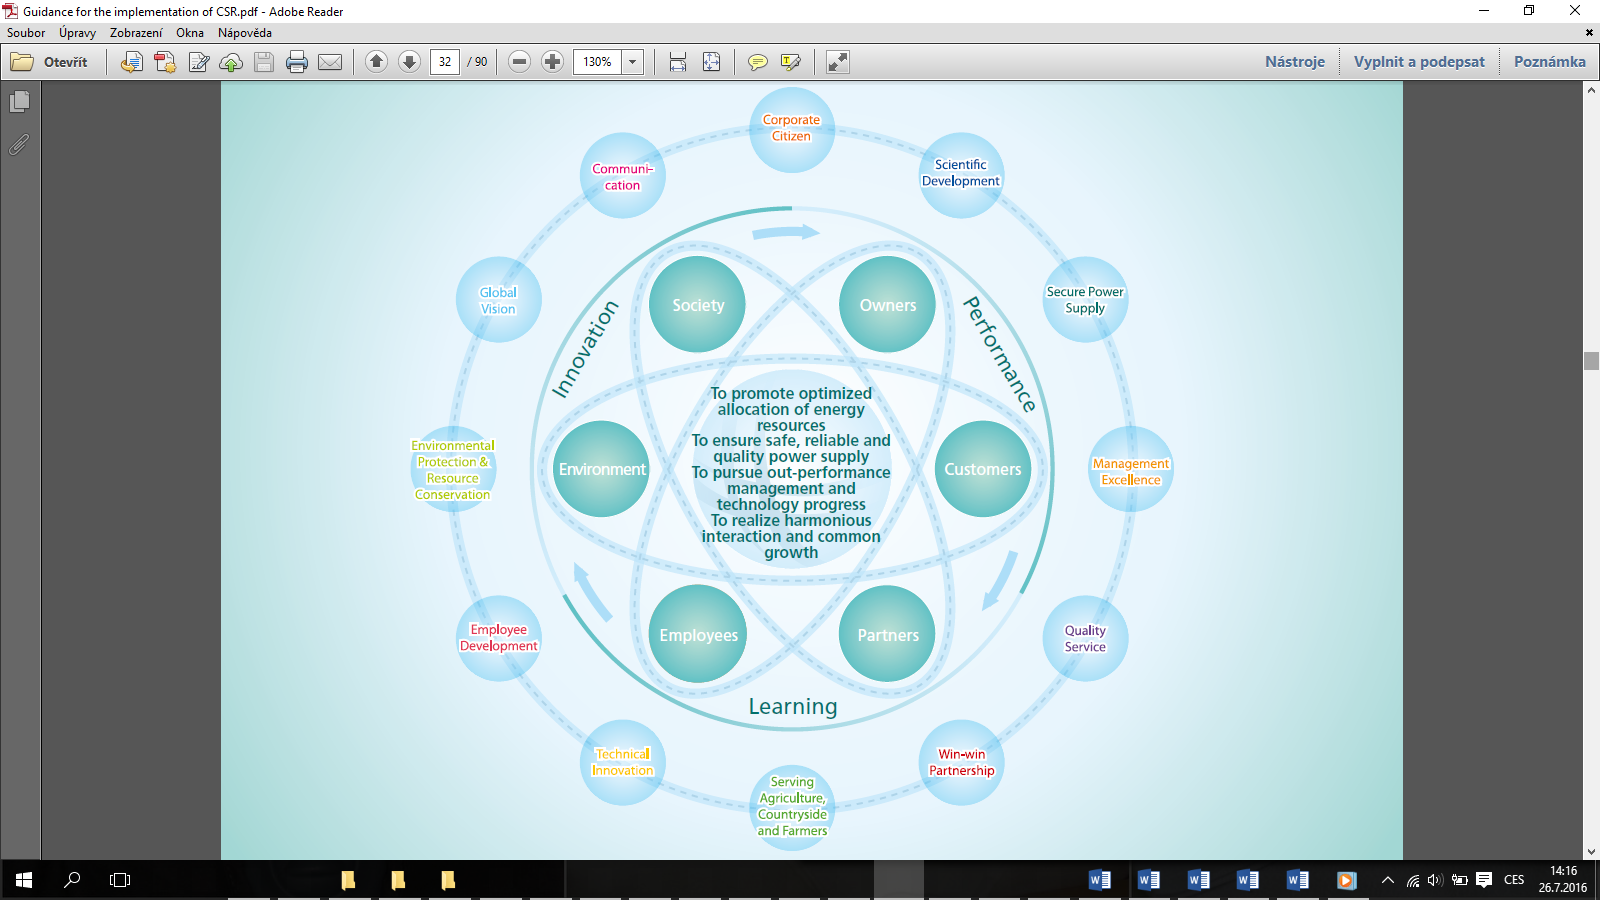 Guidance for the implementation of CSR.pdf - Adobe Reader
Soubor Úpravy Zobrazení Okna Nápověda
Otevřít 32 / 90 130% Nástroje Vyplnit a podepsat Poznámka
Corporate
Citizen
Communi-
cation
Scientific
Development
Global
Vision
Secure Power
Supply
Society
Owners
Innovation
Performance
Environmental
Protection &
Resource
Conservation
Environment
To promote optimized
allocation of energy
resources
To ensure safe, reliable and
quality power supply
To pursue out-performance
management and
technology progress
To realize harmonious
interaction and common
growth
Customers
Management
Excellence
Employee
Development
Employees
Partners
Quality
Service
Learning
Technical
Innovation
Win-win
Partnership
Serving
Agriculture,
Countryside
and Farmers
CES
14:16
26.7.2016